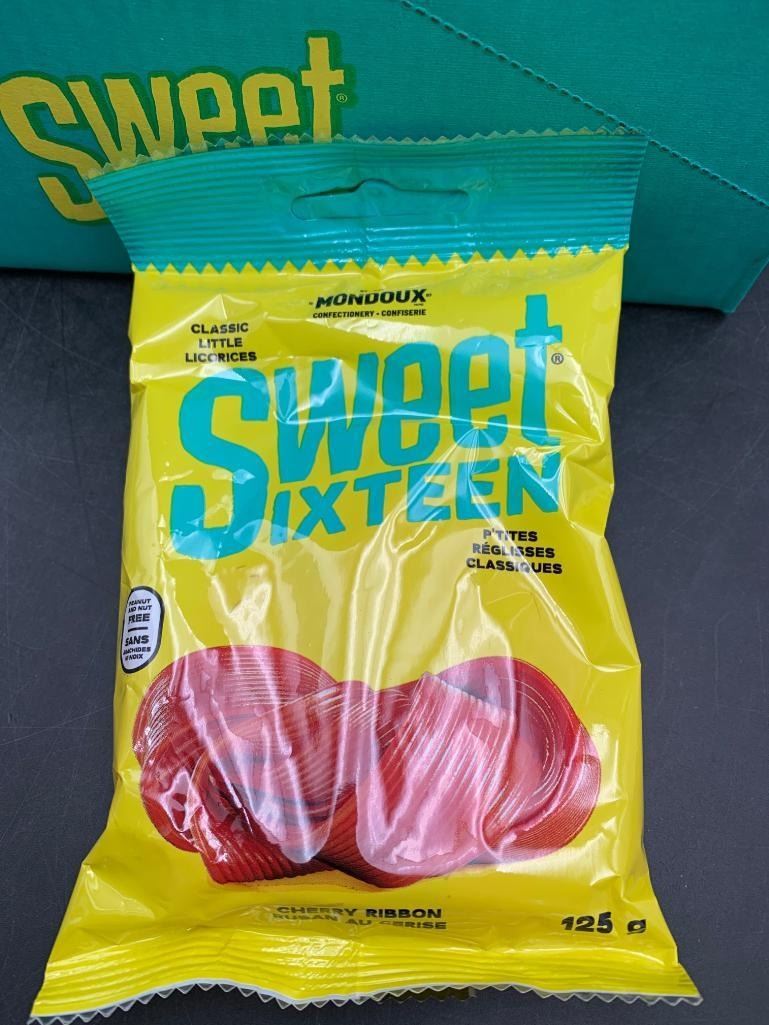 Sweet®
MONDOUX
CONFECTIONERY - CONFISERIE
CLASSIC
LITTLE
LICORICES
Sweet®
SIXTEEN
P'TITES
RÉGLISSES
CLASSIQUES
PEANUT
AND NUT
FREE
SANS
ARACHIDES
NI NOIX
CHERRY RIBBON
RUBAN AU CERISE
125 g